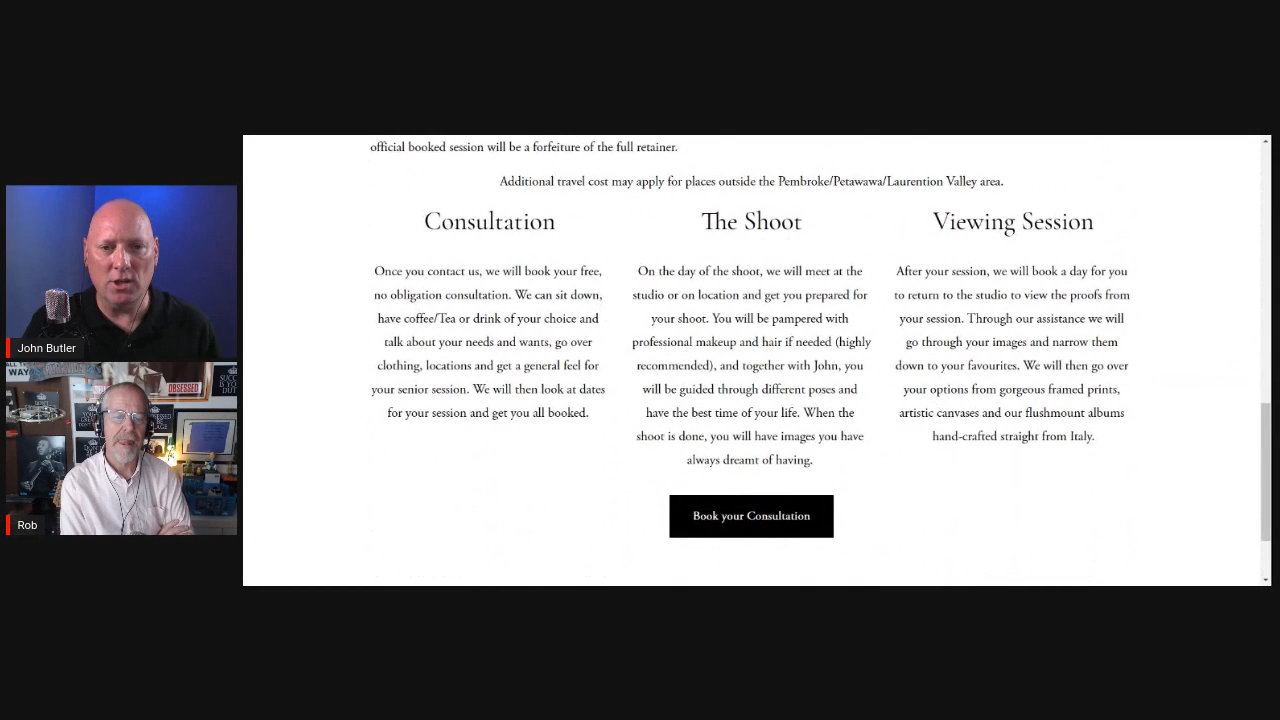 official booked session will be a forfeiture of the full retainer.
Additional travel cost may apply for places outside the Pembroke/Petawawa/Laurention Valley area.
Consultation
Once you contact us, we will book your free,
no obligation consultation. We can sit down,
have coffee/Tea or drink of your choice and
talk about your needs and wants, go over
clothing, locations and get a general feel for
your senior session. We will then look at dates
for your session and get you all booked.
The Shoot
On the day of the shoot, we will meet at the
studio or on location and get you prepared for
your shoot. You will be pampered with
professional makeup and hair if needed (highly
recommended), and together with John, you
will be guided through different poses and
have the best time of your life. When the
shoot is done, you will have images you have
always dreamt of having.
Viewing Session
After your session, we will book a day for you
to return to the studio to view the proofs from
your session. Through our assistance we will
go through your images and narrow them
down to your favourites. We will then go over
your options from gorgeous framed prints,
artistic canvases and our flushmount albums
hand-crafted straight from Italy.
Book your Consultation
John Butler
OBSESSED
Rob